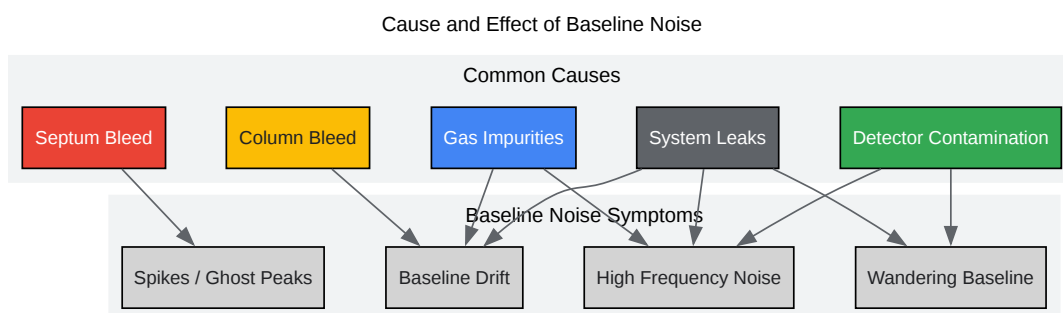 Cause and Effect of Baseline Noise
Common Causes
Septum Bleed
Column Bleed
Gas Impurities
System Leaks
Detector Contamination
Baseline Noise Symptoms
Spikes / Ghost Peaks
Baseline Drift
High Frequency Noise
Wandering Baseline